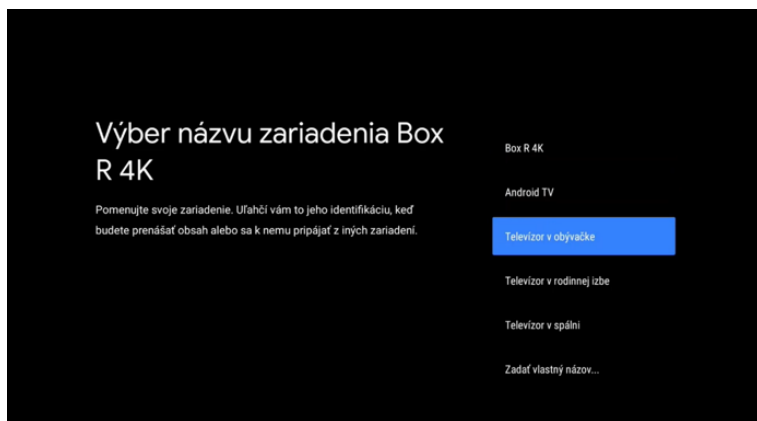 Výber názvu zariadenia Box
R 4K
Pomenujte svoje zariadenie. Uľahčí vám to jeho identifikáciu, keď
budete prenášať obsah alebo sa k nemu pripájať z iných zariadení.
Box R 4K
Android TV
Televízor v obývačke
Televízor v rodinnej izbe
Televízor v spálni
Zadať vlastný názov...